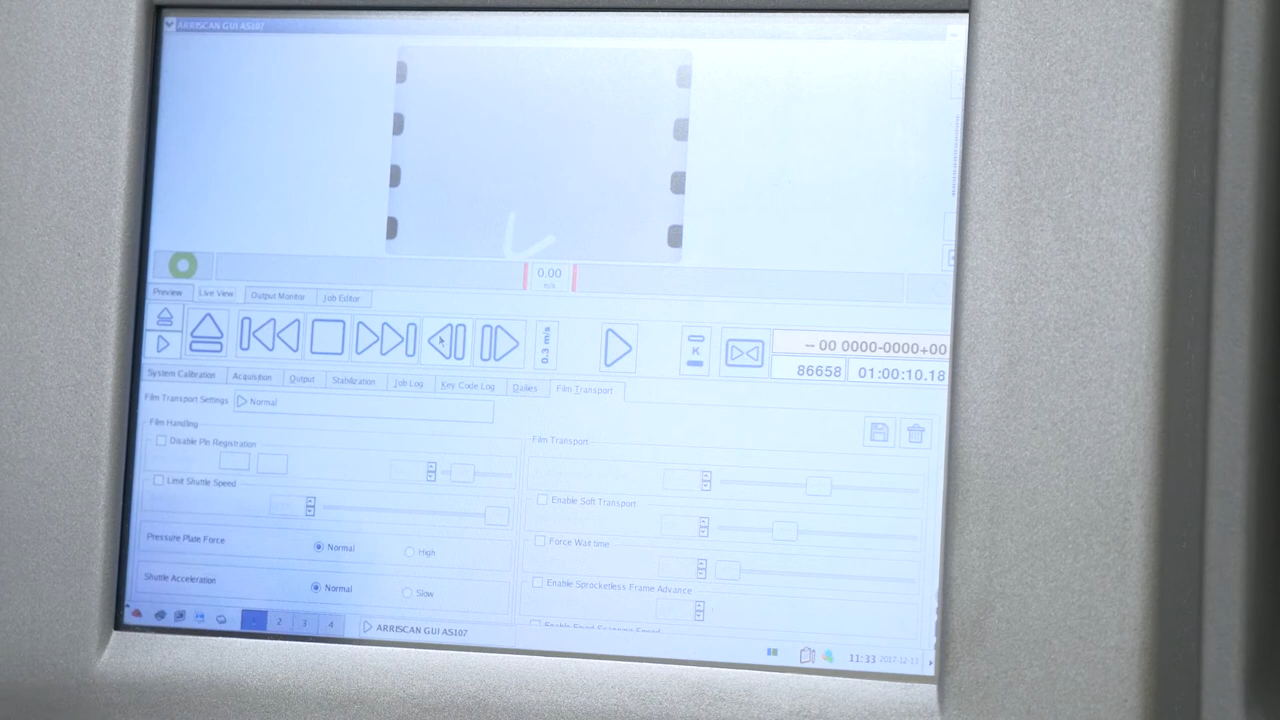 ARRISCAN GUI AS107
0.00
m/s
Preview Live View Output Monitor Job Editor
0.3 m/s
K
-- 00 0000-0000+00
86658 01:00:10.18
System Calibration Acquisition Output Stabilization Job Log Key Code Log Dailies Film Transport
Film Transport Settings Normal
Film Handling
Disable Pin Registration
Limit Shuttle Speed
Pressure Plate Force Normal High
Shuttle Acceleration Normal Slow
Film Transport
Enable Soft Transport
Force Wait time
Enable Sprocketless Frame Advance
1 2 3 4 ARRISCAN GUI AS107
11:33 2017-12-13